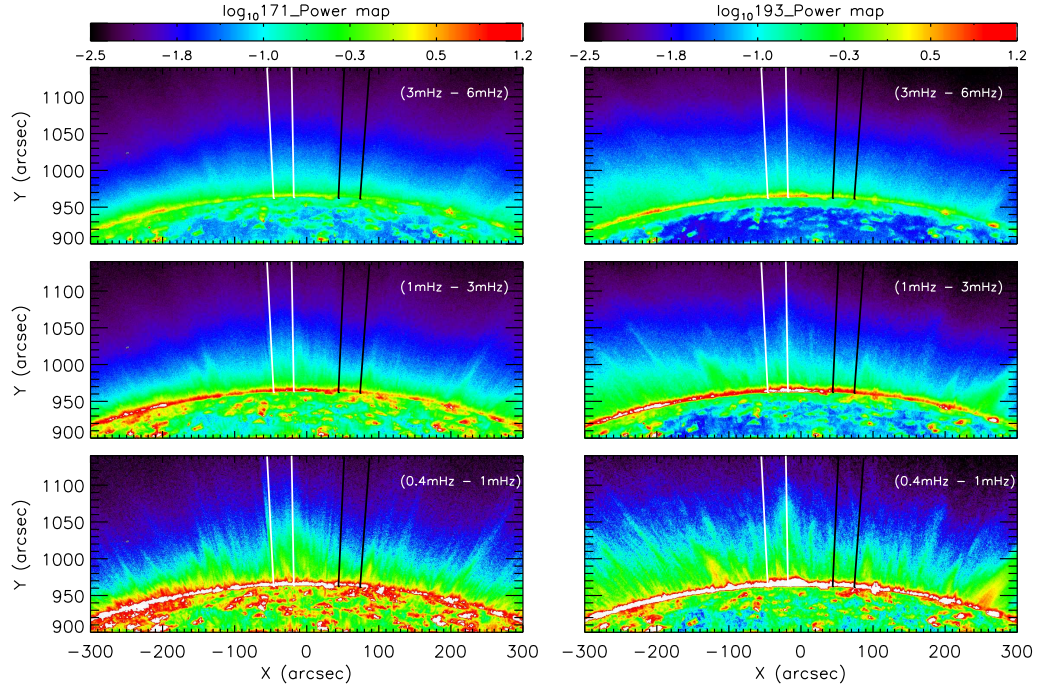 log₁₀171_Power map
log₁₀193_Power map
−2.5 −1.8 −1.0 −0.3 0.5 1.2
−2.5 −1.8 −1.0 −0.3 0.5 1.2
(3mHz − 6mHz)
(3mHz − 6mHz)
Y (arcsec)
1100
1050
1000
950
900
(1mHz − 3mHz)
(1mHz − 3mHz)
Y (arcsec)
1100
1050
1000
950
900
(0.4mHz − 1mHz)
(0.4mHz − 1mHz)
Y (arcsec)
1100
1050
1000
950
900
−300 −200 −100 0 100 200 300
−300 −200 −100 0 100 200 300
X (arcsec)
X (arcsec)